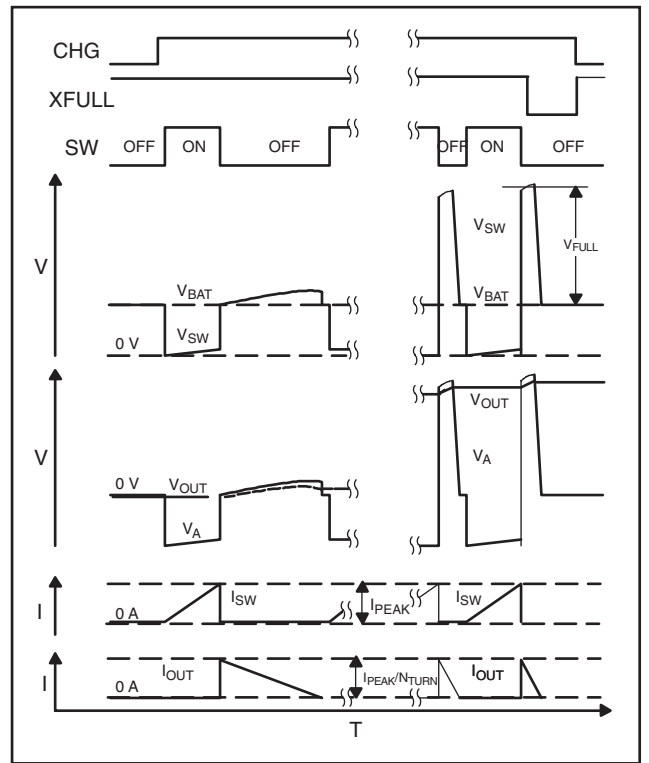 CHG
XFULL
SW OFF ON OFF OFF ON OFF
V
VSW
VFULL
VBAT VBAT
VSW
0 V
V
VOUT
0 V VOUT
VA
VA
I
0 A ISW IPEAK ISW
I
0 A IOUT IPEAK/NTURN IOUT
T